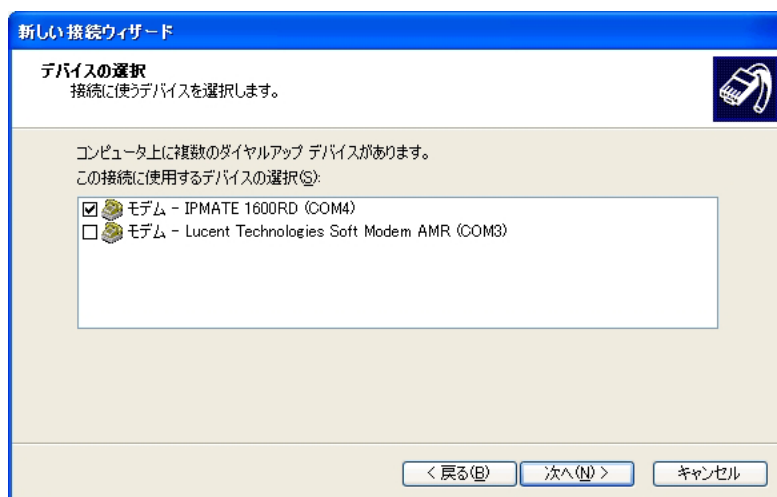 新しい接続ウィザード
デバイスの選択
接続に使うデバイスを選択します。
コンピュータ上に複数のダイヤルアップ デバイスがあります。
この接続に使用するデバイスの選択(S):
モデム - IPMATE 1600RD (COM4)
モデム - Lucent Technologies Soft Modem AMR (COM3)
< 戻る(B) 次へ(N) > キャンセル